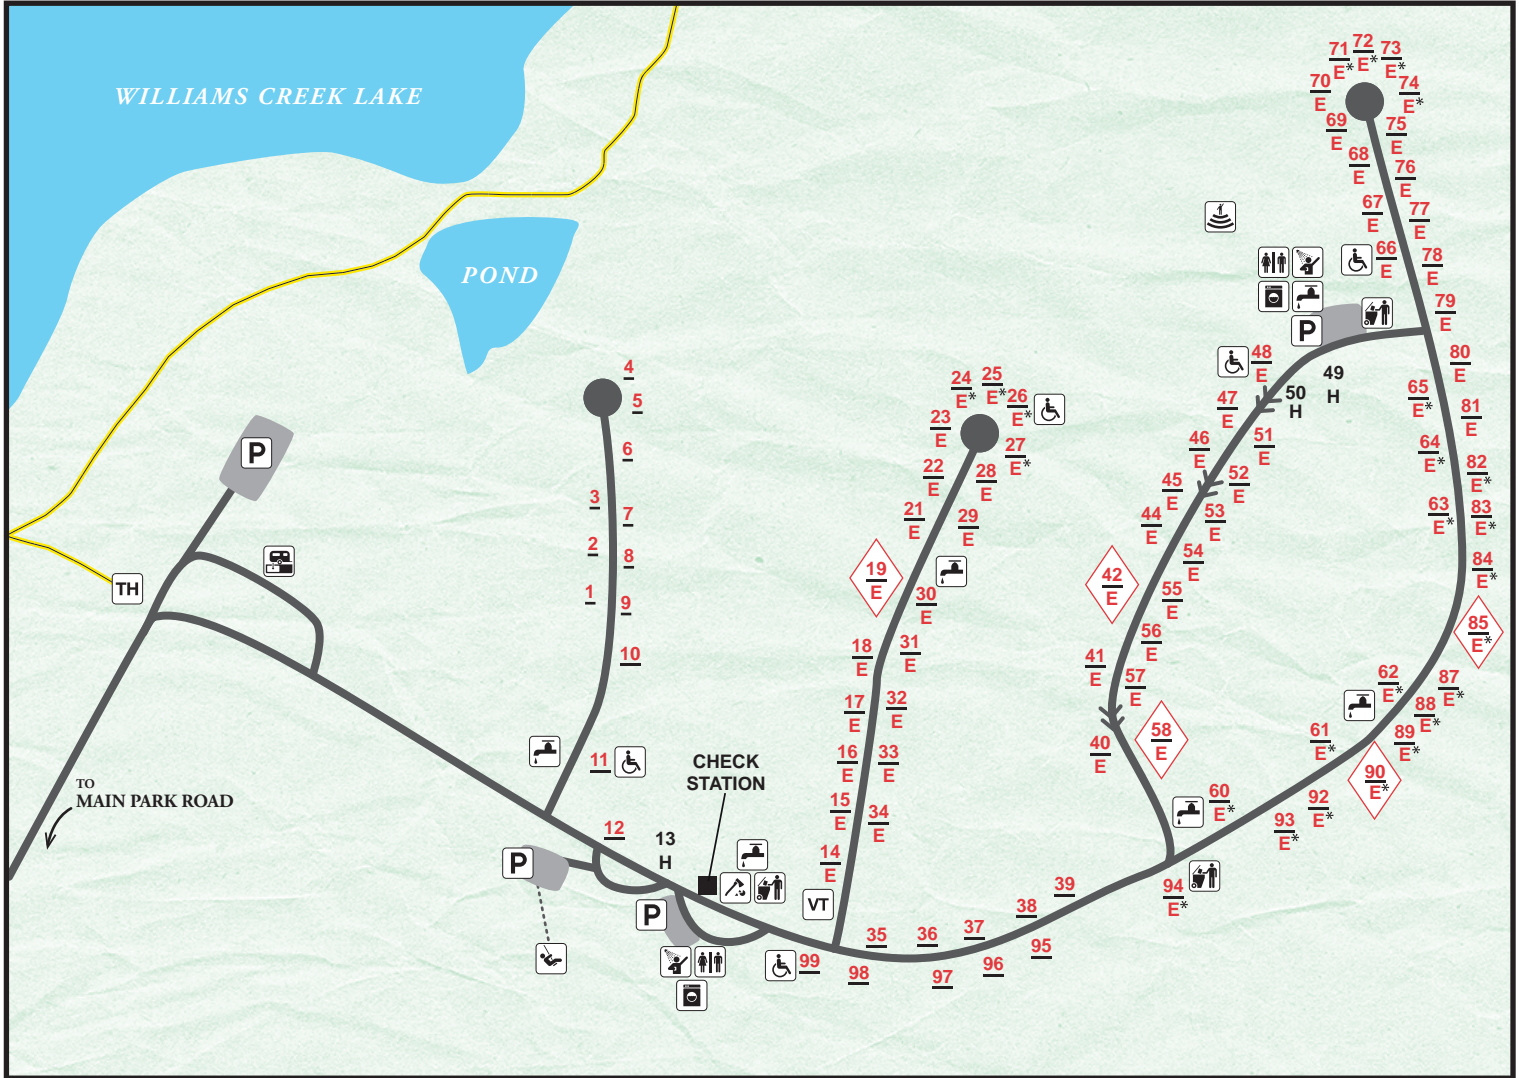 WILLIAMS CREEK LAKE
POND
TH
P
TO
MAIN PARK ROAD
4
5
6
3
7
2
8
1
9
10
11
12
13
H
P
P
CHECK
STATION
VT
24
E*
25
E*
26
E*
23
E
27
E*
22
E
28
E
21
E
29
E
19
E
30
E
18
E
31
E
17
E
32
E
16
E
33
E
15
E
34
E
14
E
35
36
37
38
39
99
98
97
96
95
71
E*
72
E*
73
E*
70
E
74
E*
69
E
75
E
68
E
76
E
67
E
77
E
66
E
78
E
79
E
P
48
E
49
H
50
H
47
E
51
E
46
E
52
E
45
E
53
E
44
E
54
E
42
E
55
E
56
E
41
E
57
E
40
E
58
E
80
E
65
E*
81
E
64
E*
82
E*
63
E*
83
E*
84
E*
85
E*
62
E*
87
E*
88
E*
61
E*
89
E*
90
E*
60
E*
92
E*
93
E*
94
E*